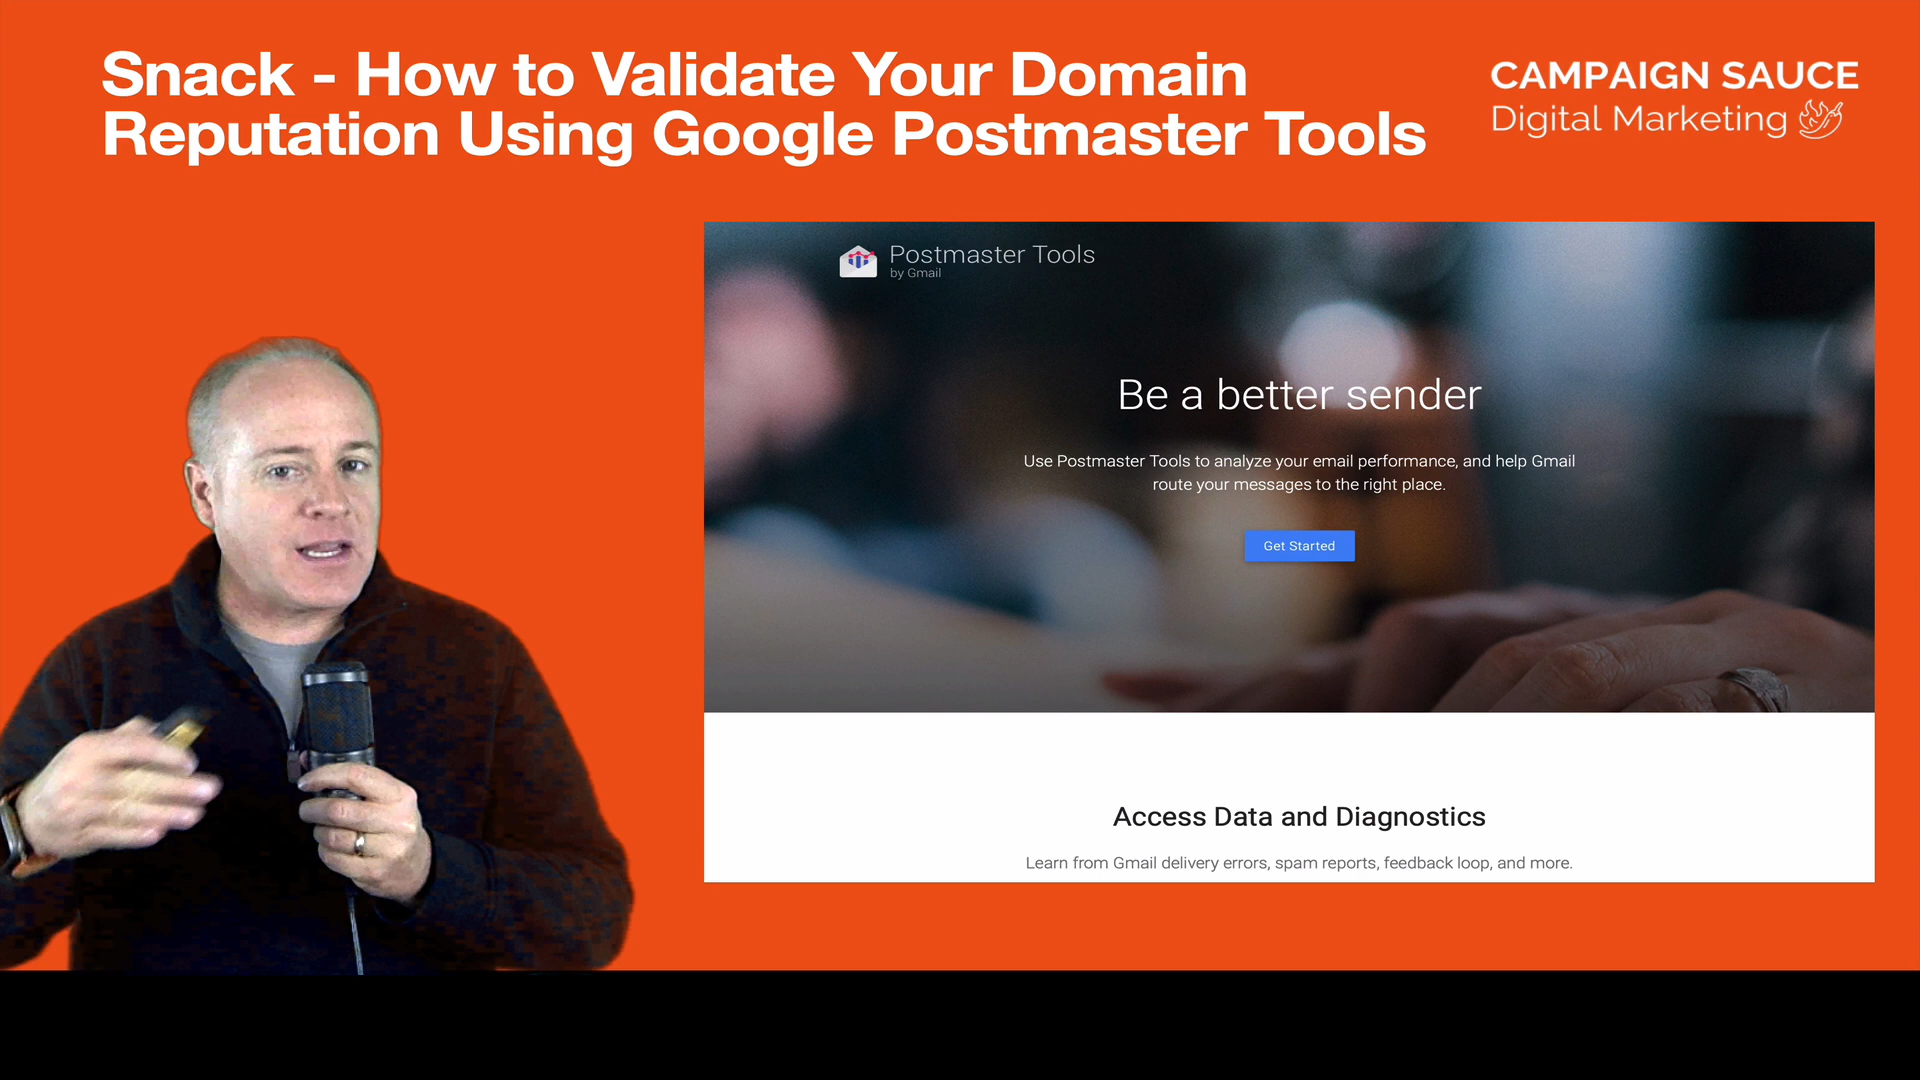 Snack - How to Validate Your Domain
Reputation Using Google Postmaster Tools
CAMPAIGN SAUCE
Digital Marketing
Postmaster Tools
by Gmail
Be a better sender
Use Postmaster Tools to analyze your email performance, and help Gmail
route your messages to the right place.
Get Started
Access Data and Diagnostics
Learn from Gmail delivery errors, spam reports, feedback loop, and more.